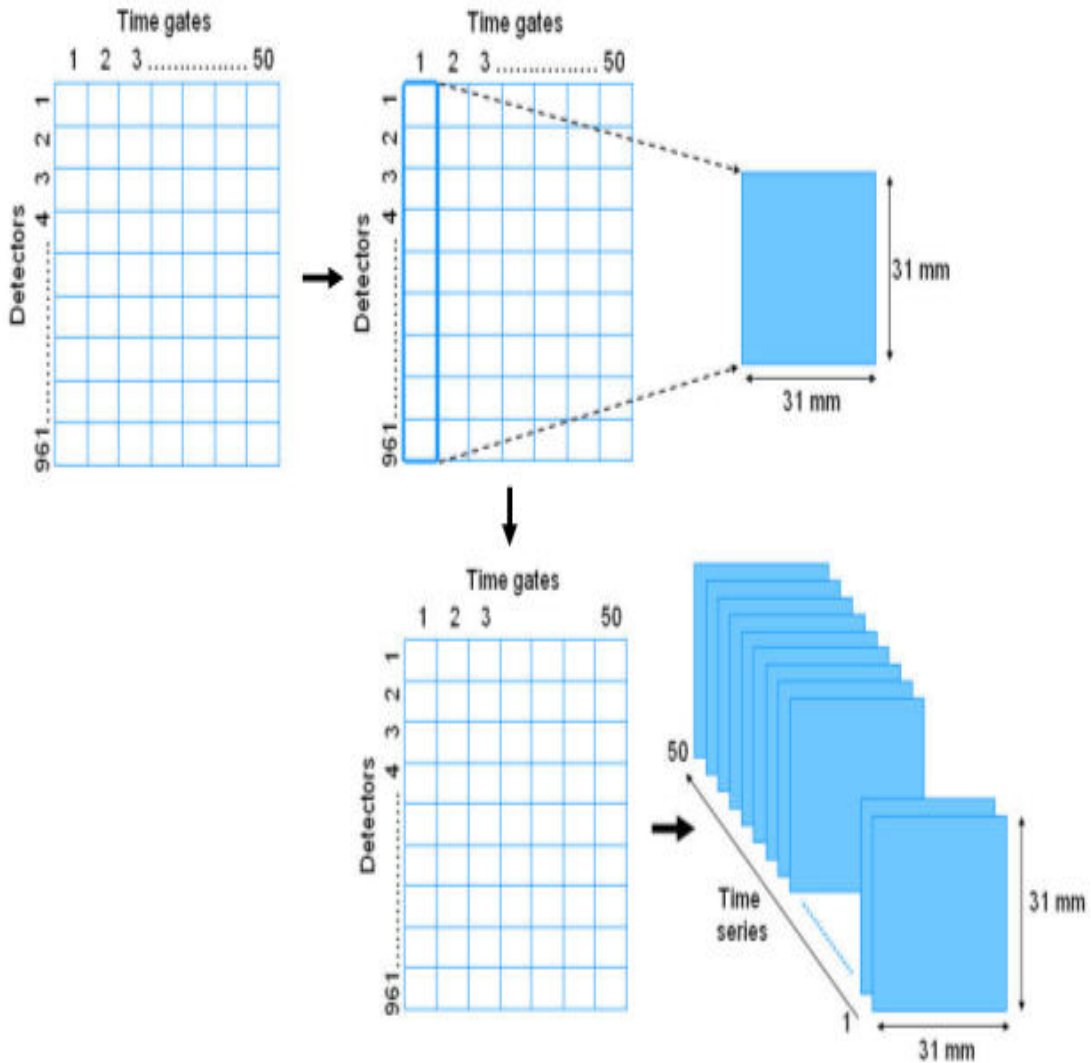 Time gates
1 2 3 ................ 50
Detectors
1
2
3
4
961
Time gates
1 2 3 ................ 50
Detectors
1
2
3
4
961
31 mm
31 mm
Time gates
1 2 3 50
Detectors
1
2
3
4
961
50
Time
series
1
31 mm
31 mm